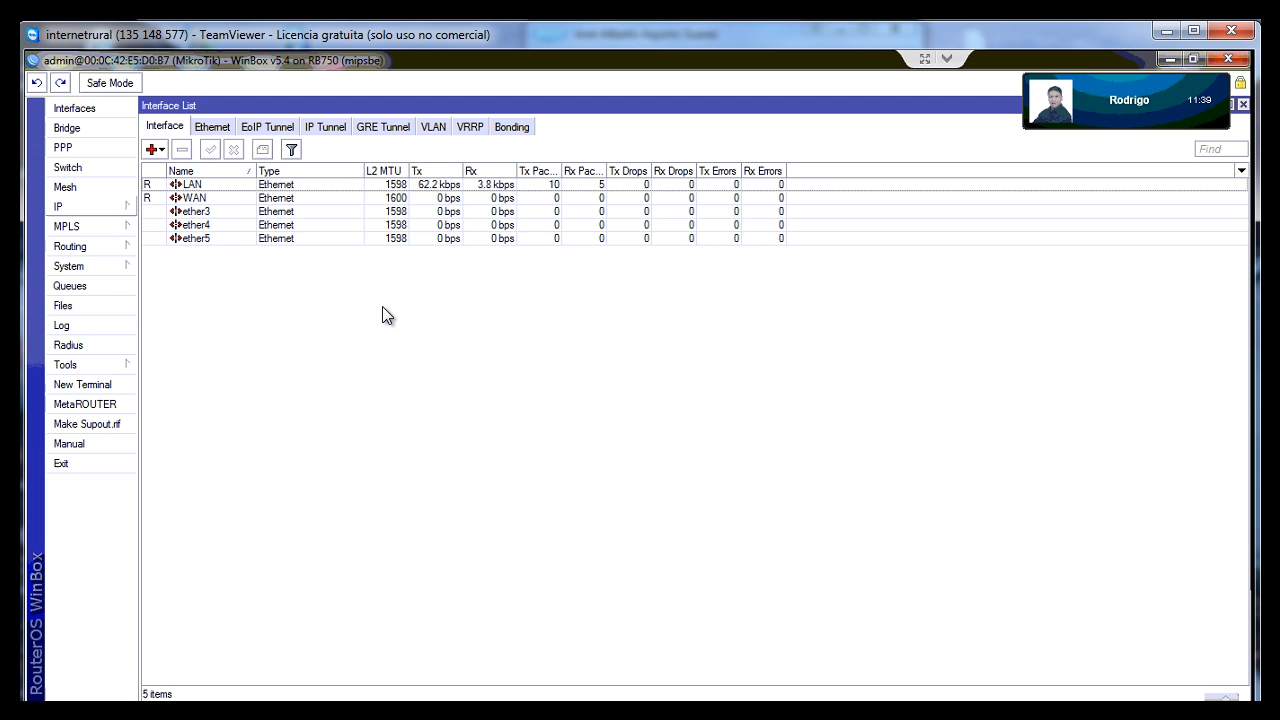 internetrural (135 148 577) - TeamViewer - Licencia gratuita (solo uso no comercial)
admin@00:0C:42:E5:D0:B7 (MikroTik) - WinBox v5.4 on RB750 (mipsbe)
Safe Mode
Rodrigo 11:39
Interfaces
Bridge
PPP
Switch
Mesh
IP
MPLS
Routing
System
Queues
Files
Log
Radius
Tools
New Terminal
MetaROUTER
Make Supout.rif
Manual
Exit
RouterOS WinBox
Interface List
Interface Ethernet EoIP Tunnel IP Tunnel GRE Tunnel VLAN VRRP Bonding
Find
Name / Type L2 MTU Tx Rx Tx Pac... Rx Pac... Tx Drops Rx Drops Tx Errors Rx Errors
R LAN Ethernet 1598 62.2 kbps 3.8 kbps 10 5 0 0 0 0
R WAN Ethernet 1600 0 bps 0 bps 0 0 0 0 0 0
ether3 Ethernet 1598 0 bps 0 bps 0 0 0 0 0 0
ether4 Ethernet 1598 0 bps 0 bps 0 0 0 0 0 0
ether5 Ethernet 1598 0 bps 0 bps 0 0 0 0 0 0
5 items